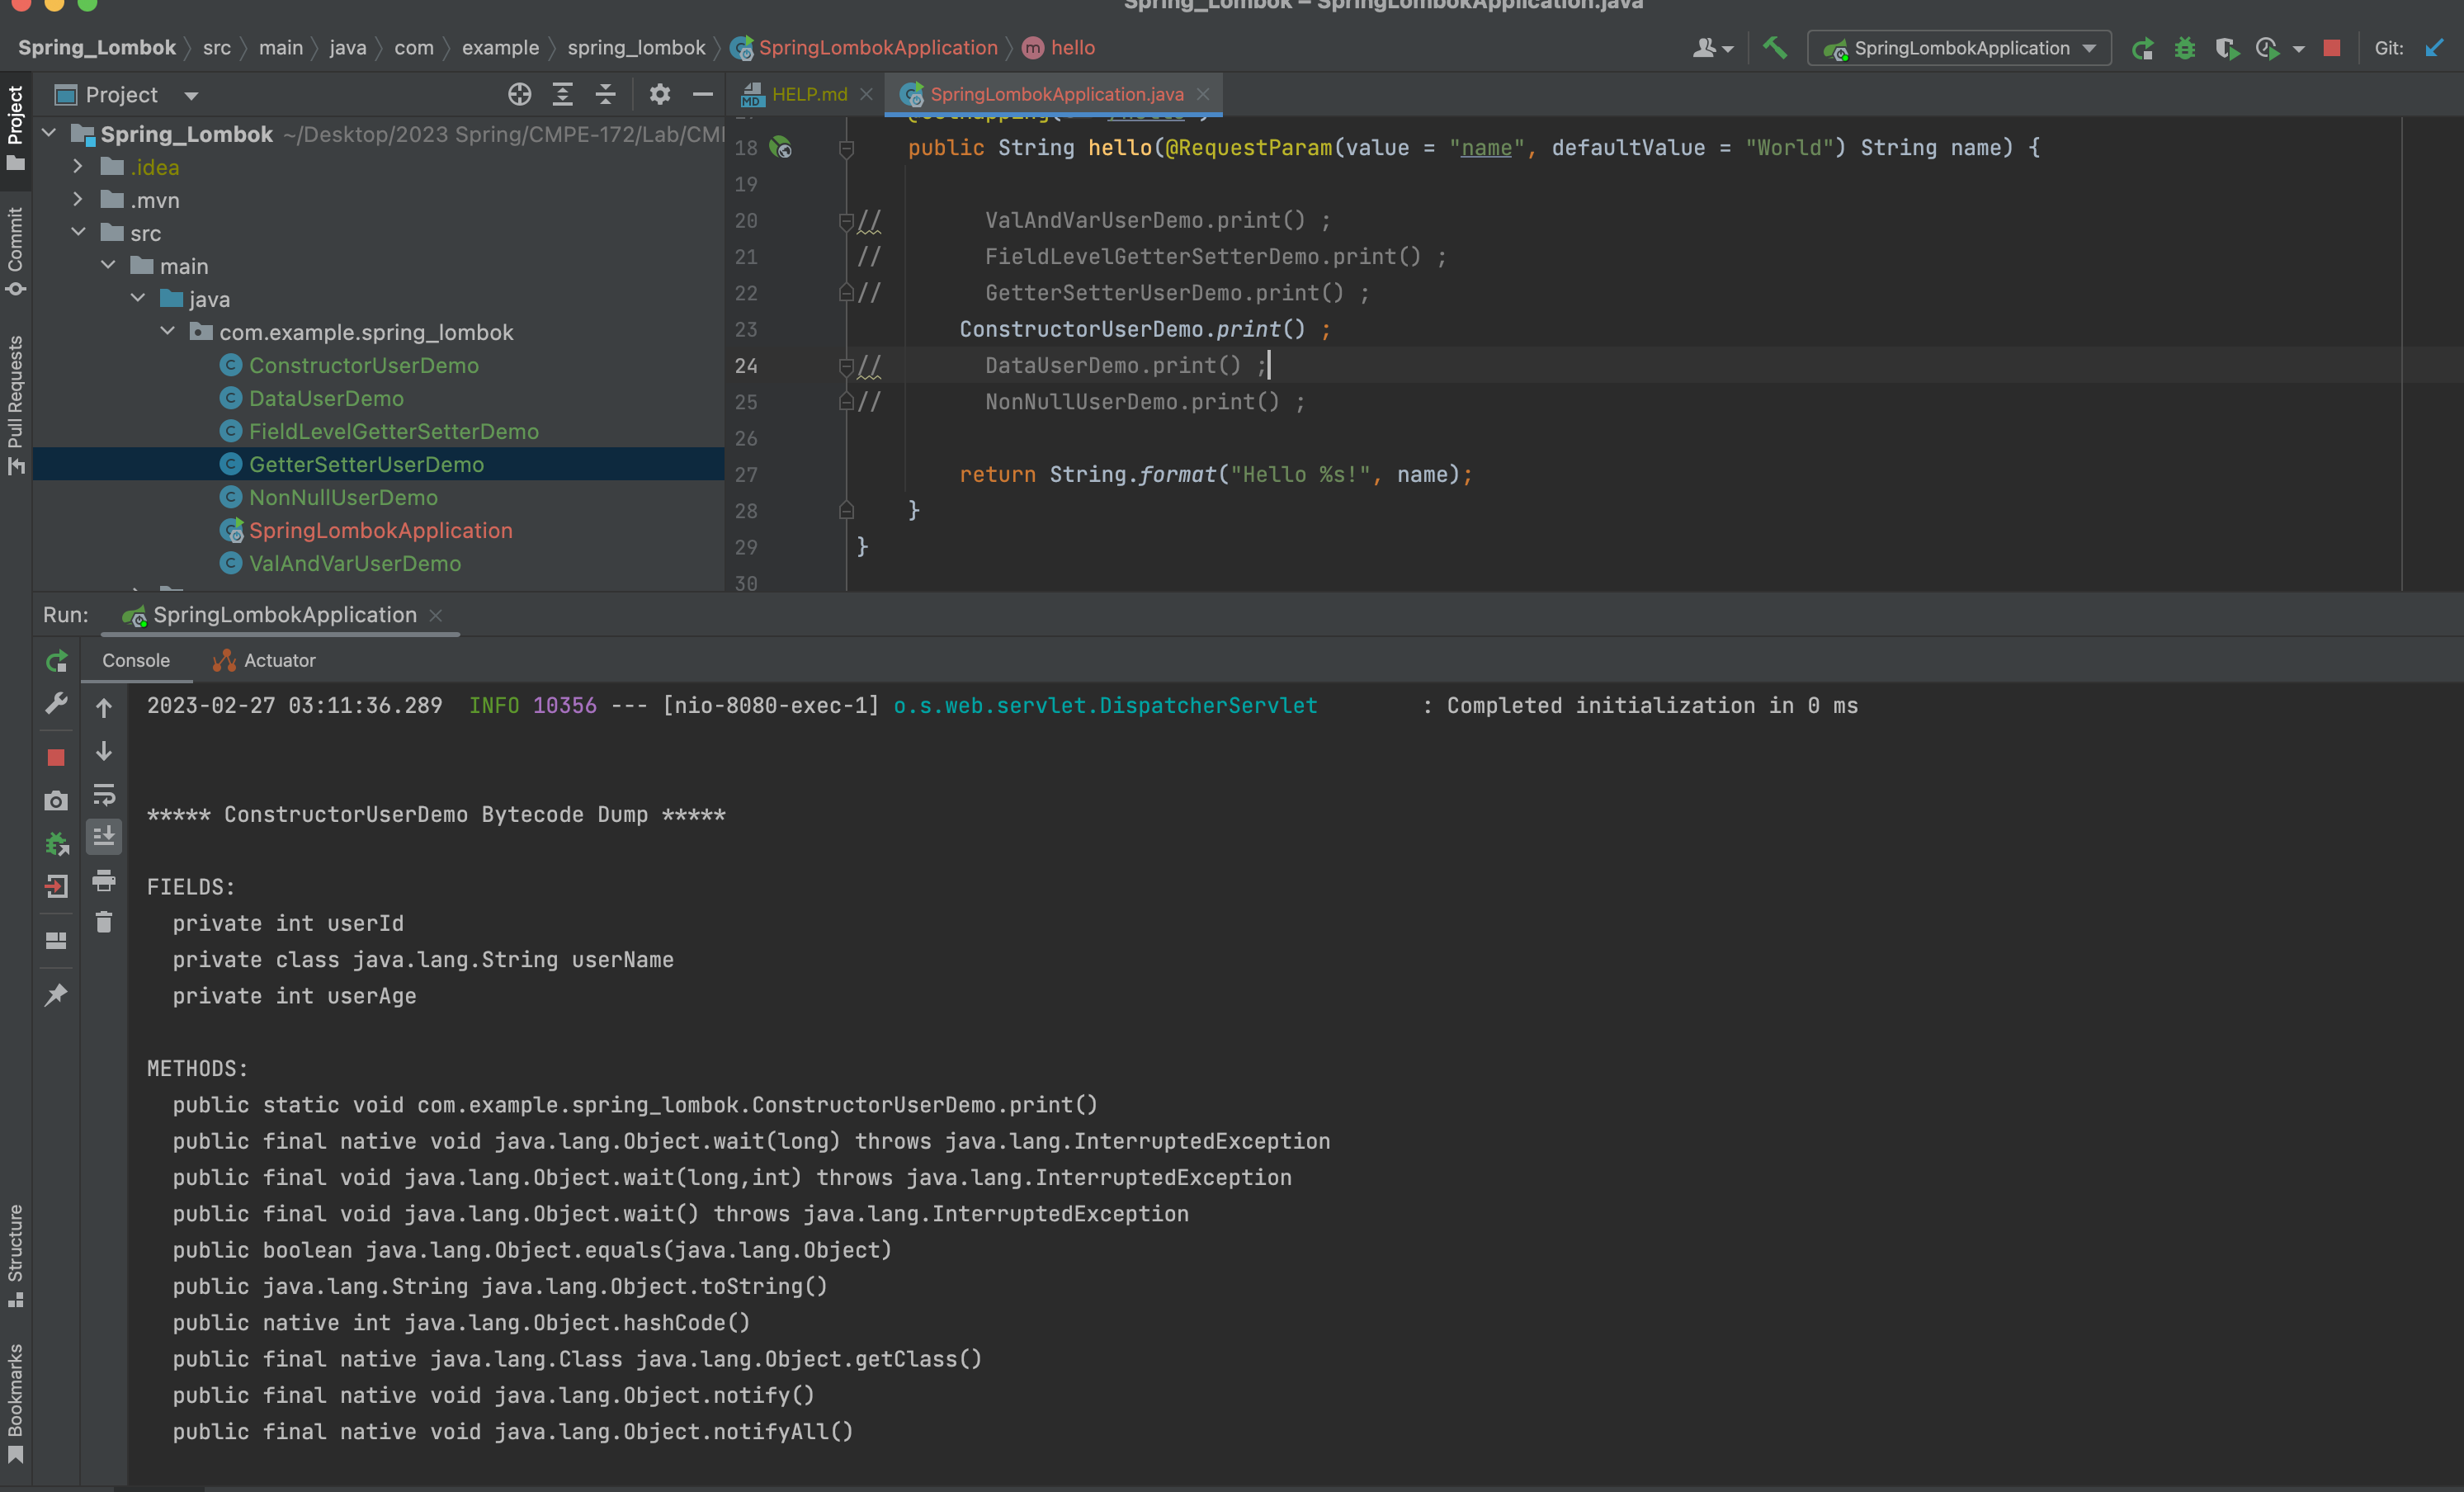 Spring_Lombok – SpringLombokApplication.java
Spring_Lombok src main java com example spring_lombok SpringLombokApplication m hello
SpringLombokApplication
Git:
Project
HELP.md
SpringLombokApplication.java
Project
Commit
Pull Requests
Structure
Bookmarks
Spring_Lombok ~/Desktop/2023 Spring/CMPE-172/Lab/CM
.idea
.mvn
src
main
java
com.example.spring_lombok
C ConstructorUserDemo
C DataUserDemo
C FieldLevelGetterSetterDemo
C GetterSetterUserDemo
C NonNullUserDemo
SpringLombokApplication
C ValAndVarUserDemo
18 public String hello(@RequestParam(value = "name", defaultValue = "World") String name) {
19
20 // ValAndVarUserDemo.print() ;
21 // FieldLevelGetterSetterDemo.print() ;
22 // GetterSetterUserDemo.print() ;
23 ConstructorUserDemo.print() ;
24 // DataUserDemo.print() ;
25 // NonNullUserDemo.print() ;
26
27 return String.format("Hello %s!", name);
28 }
29 }
30
Run: SpringLombokApplication
Console Actuator
2023-02-27 03:11:36.289 INFO 10356 --- [nio-8080-exec-1] o.s.web.servlet.DispatcherServlet : Completed initialization in 0 ms
***** ConstructorUserDemo Bytecode Dump *****
FIELDS:
private int userId
private class java.lang.String userName
private int userAge
METHODS:
public static void com.example.spring_lombok.ConstructorUserDemo.print()
public final native void java.lang.Object.wait(long) throws java.lang.InterruptedException
public final void java.lang.Object.wait(long,int) throws java.lang.InterruptedException
public final void java.lang.Object.wait() throws java.lang.InterruptedException
public boolean java.lang.Object.equals(java.lang.Object)
public java.lang.String java.lang.Object.toString()
public native int java.lang.Object.hashCode()
public final native java.lang.Class java.lang.Object.getClass()
public final native void java.lang.Object.notify()
public final native void java.lang.Object.notifyAll()